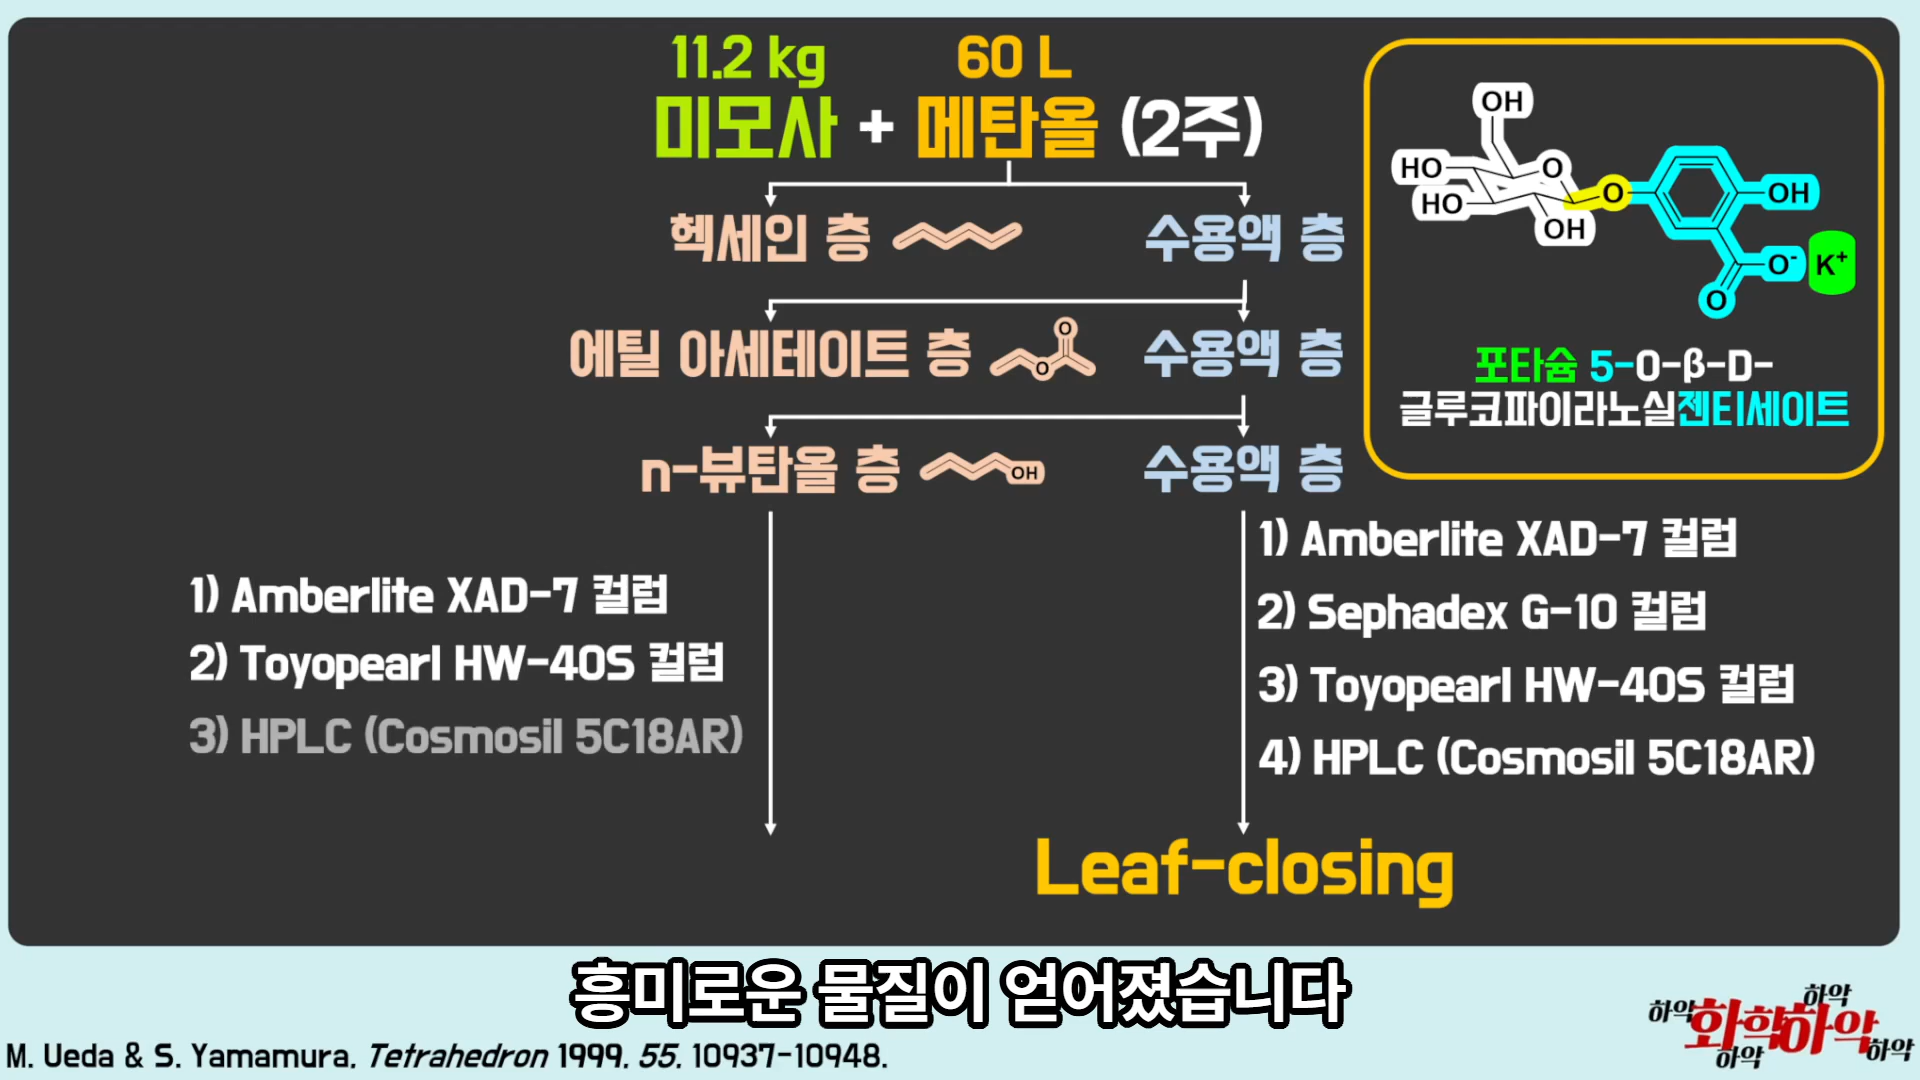 11.2 kg 60 L
미모사 + 메탄올 (2주)
헥세인 층 수용액 층
에틸 아세테이트 층 O O 수용액 층
n-뷰탄올 층 OH 수용액 층
OH
HO O
HO O OH
OH
O- K+
O
포타슘 5-O-β-D-
글루코파이라노실젠티세이트
1) Amberlite XAD-7 컬럼
2) Toyopearl HW-40S 컬럼
3) HPLC (Cosmosil 5C18AR)
1) Amberlite XAD-7 컬럼
2) Sephadex G-10 컬럼
3) Toyopearl HW-40S 컬럼
4) HPLC (Cosmosil 5C18AR)
Leaf-closing
흥미로운 물질이 얻어졌습니다
M. Ueda & S. Yamamura, Tetrahedron 1999, 55, 10937-10948.
하악 화학하악 하악
하악 하악